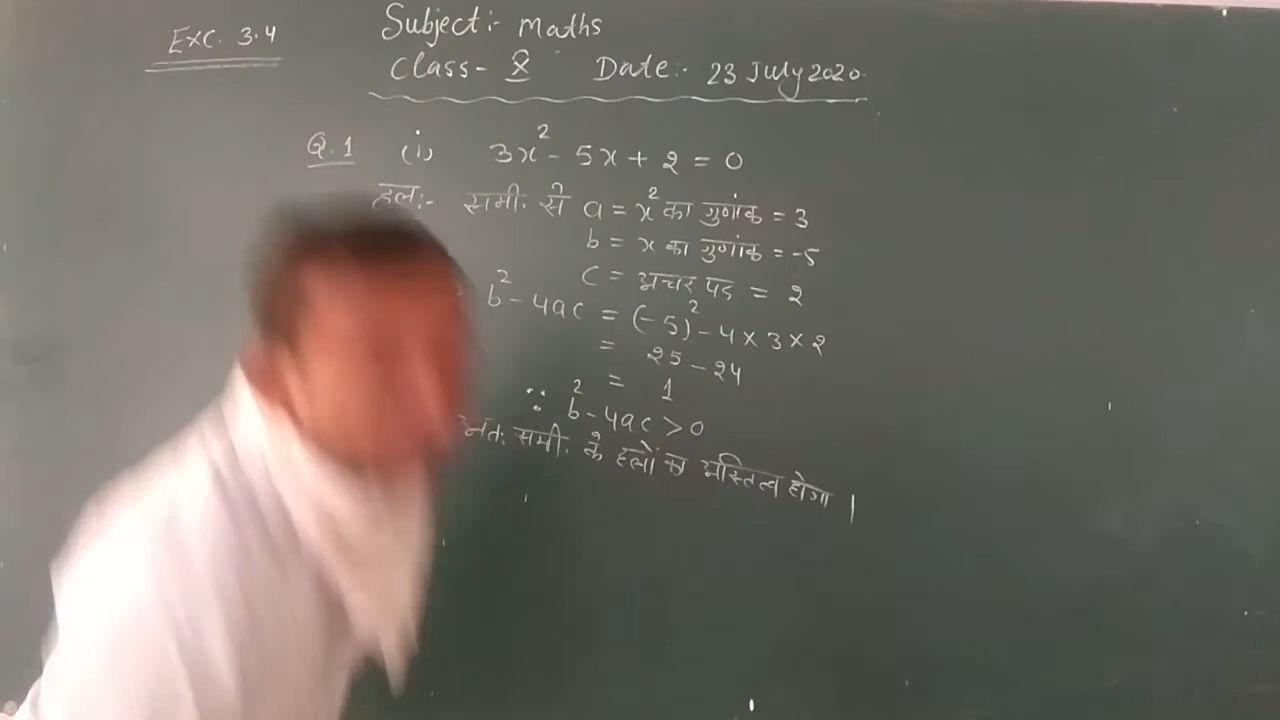 Exc. 3.4
Subject:- Maths
Class- X Date:- 23 July 2020.
Q.1 (i) 3x² - 5x + 2 = 0
हल:- समी. से a = x² का गुणांक = 3
b = x का गुणांक = -5
c = अचर पद = 2
b² - 4ac = (-5)² - 4 × 3 × 2
= 25 - 24
= 1
∵ b² - 4ac > 0
अत: समी. के हलों का अस्तित्व होगा |